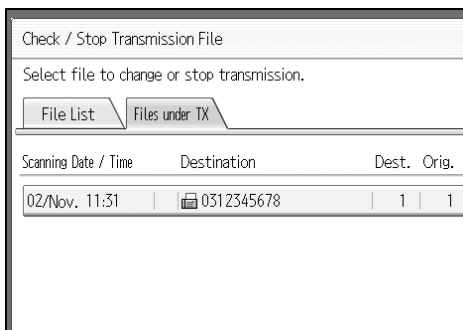 Check / Stop Transmission File
Select file to change or stop transmission.
File List Files under TX
Scanning Date / Time Destination Dest. Orig.
02/Nov. 11:31 0312345678 1 1